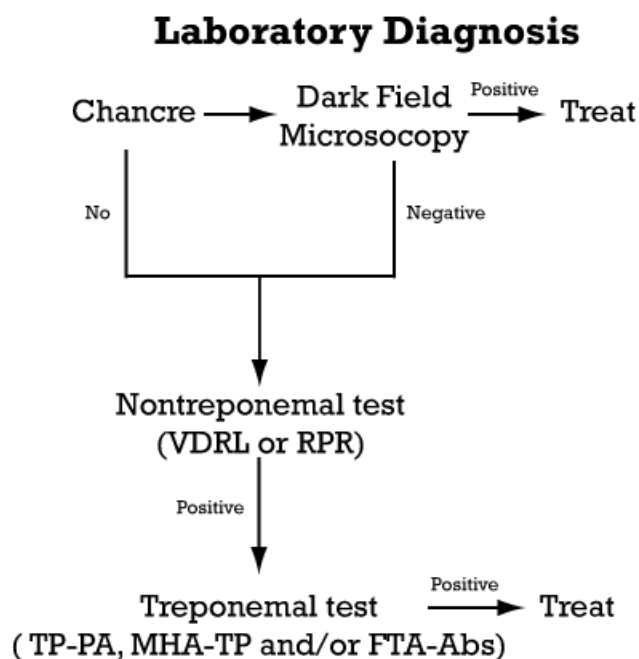 Laboratory Diagnosis
Chancre
Dark Field
Microsocopy
Positive
Treat
No
Negative
Nontreponemal test
(VDRL or RPR)
Positive
Treponemal test
( TP-PA, MHA-TP and/or FTA-Abs)
Positive
Treat